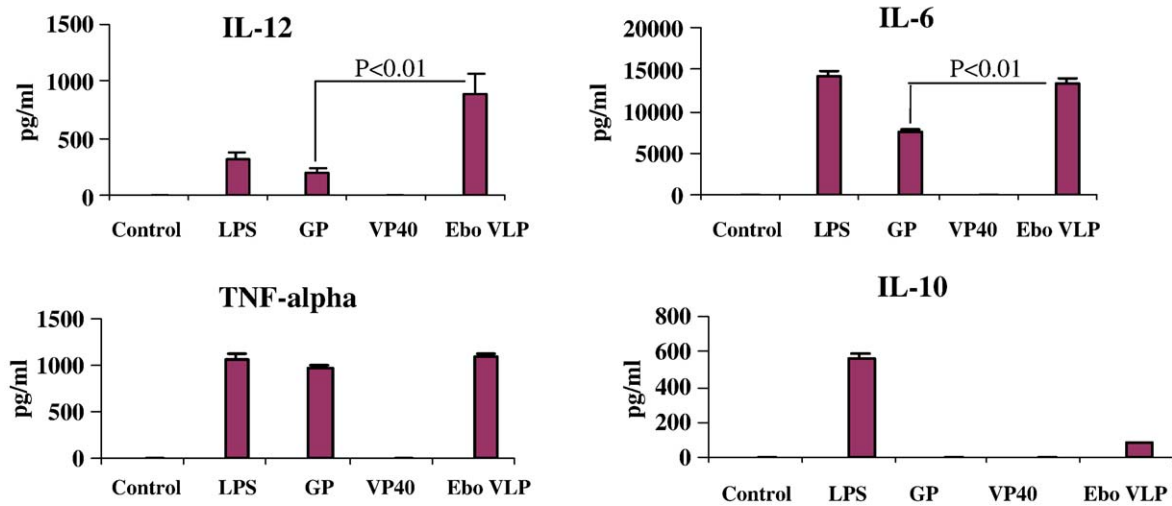 IL-12
1500
1000
500
0
pg/ml
P<0.01
Control LPS GP VP40 Ebo VLP
IL-6
20000
15000
10000
5000
0
pg/ml
P<0.01
Control LPS GP VP40 Ebo VLP
TNF-alpha
1500
1000
500
0
pg/ml
Control LPS GP VP40 Ebo VLP
IL-10
800
600
400
200
0
pg/ml
Control LPS GP VP40 Ebo VLP